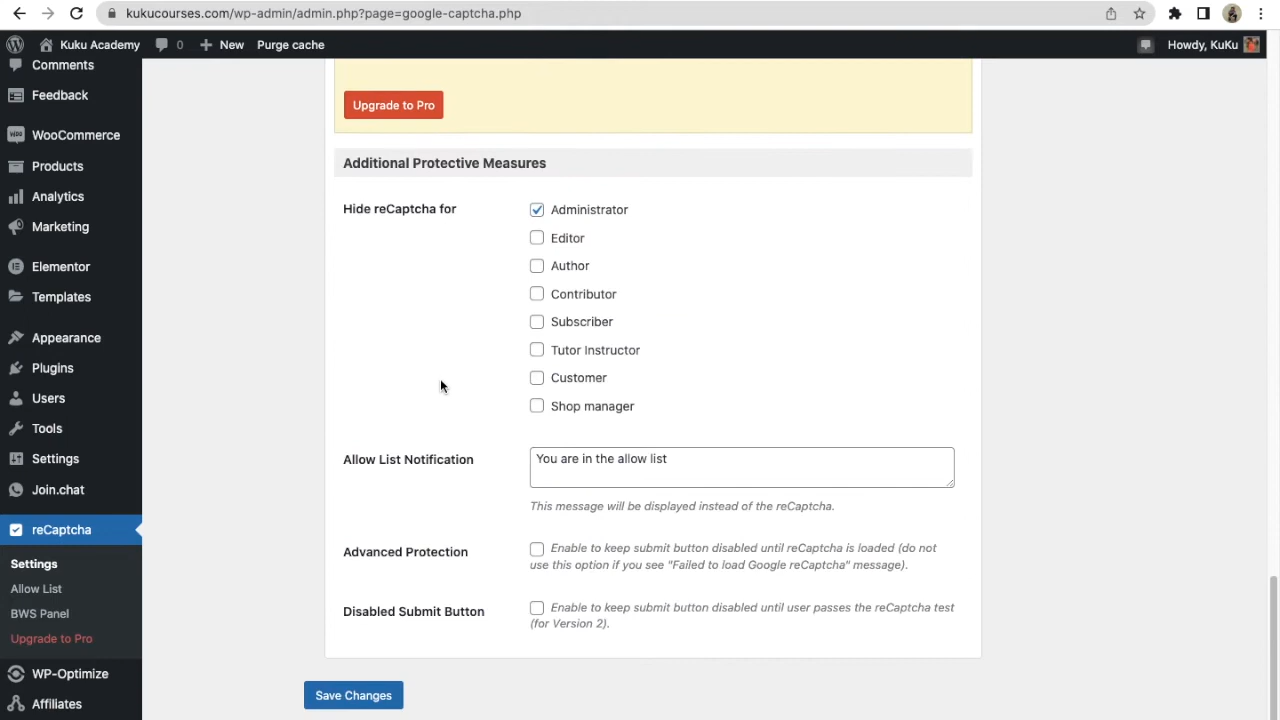 kukucourses.com/wp-admin/admin.php?page=google-captcha.php
Kuku Academy 0 New Purge cache Howdy, KuKu
Comments
Feedback
WooCommerce
Products
Analytics
Marketing
Elementor
Templates
Appearance
Plugins
Users
Tools
Settings
Join.chat
reCaptcha
Settings
Allow List
BWS Panel
Upgrade to Pro
WP-Optimize
Affiliates
Upgrade to Pro
Additional Protective Measures
Hide reCaptcha for
Administrator
Editor
Author
Contributor
Subscriber
Tutor Instructor
Customer
Shop manager
Allow List Notification
You are in the allow list
This message will be displayed instead of the reCaptcha.
Advanced Protection
Enable to keep submit button disabled until reCaptcha is loaded (do not
use this option if you see "Failed to load Google reCaptcha" message).
Disabled Submit Button
Enable to keep submit button disabled until user passes the reCaptcha test
(for Version 2).
Save Changes